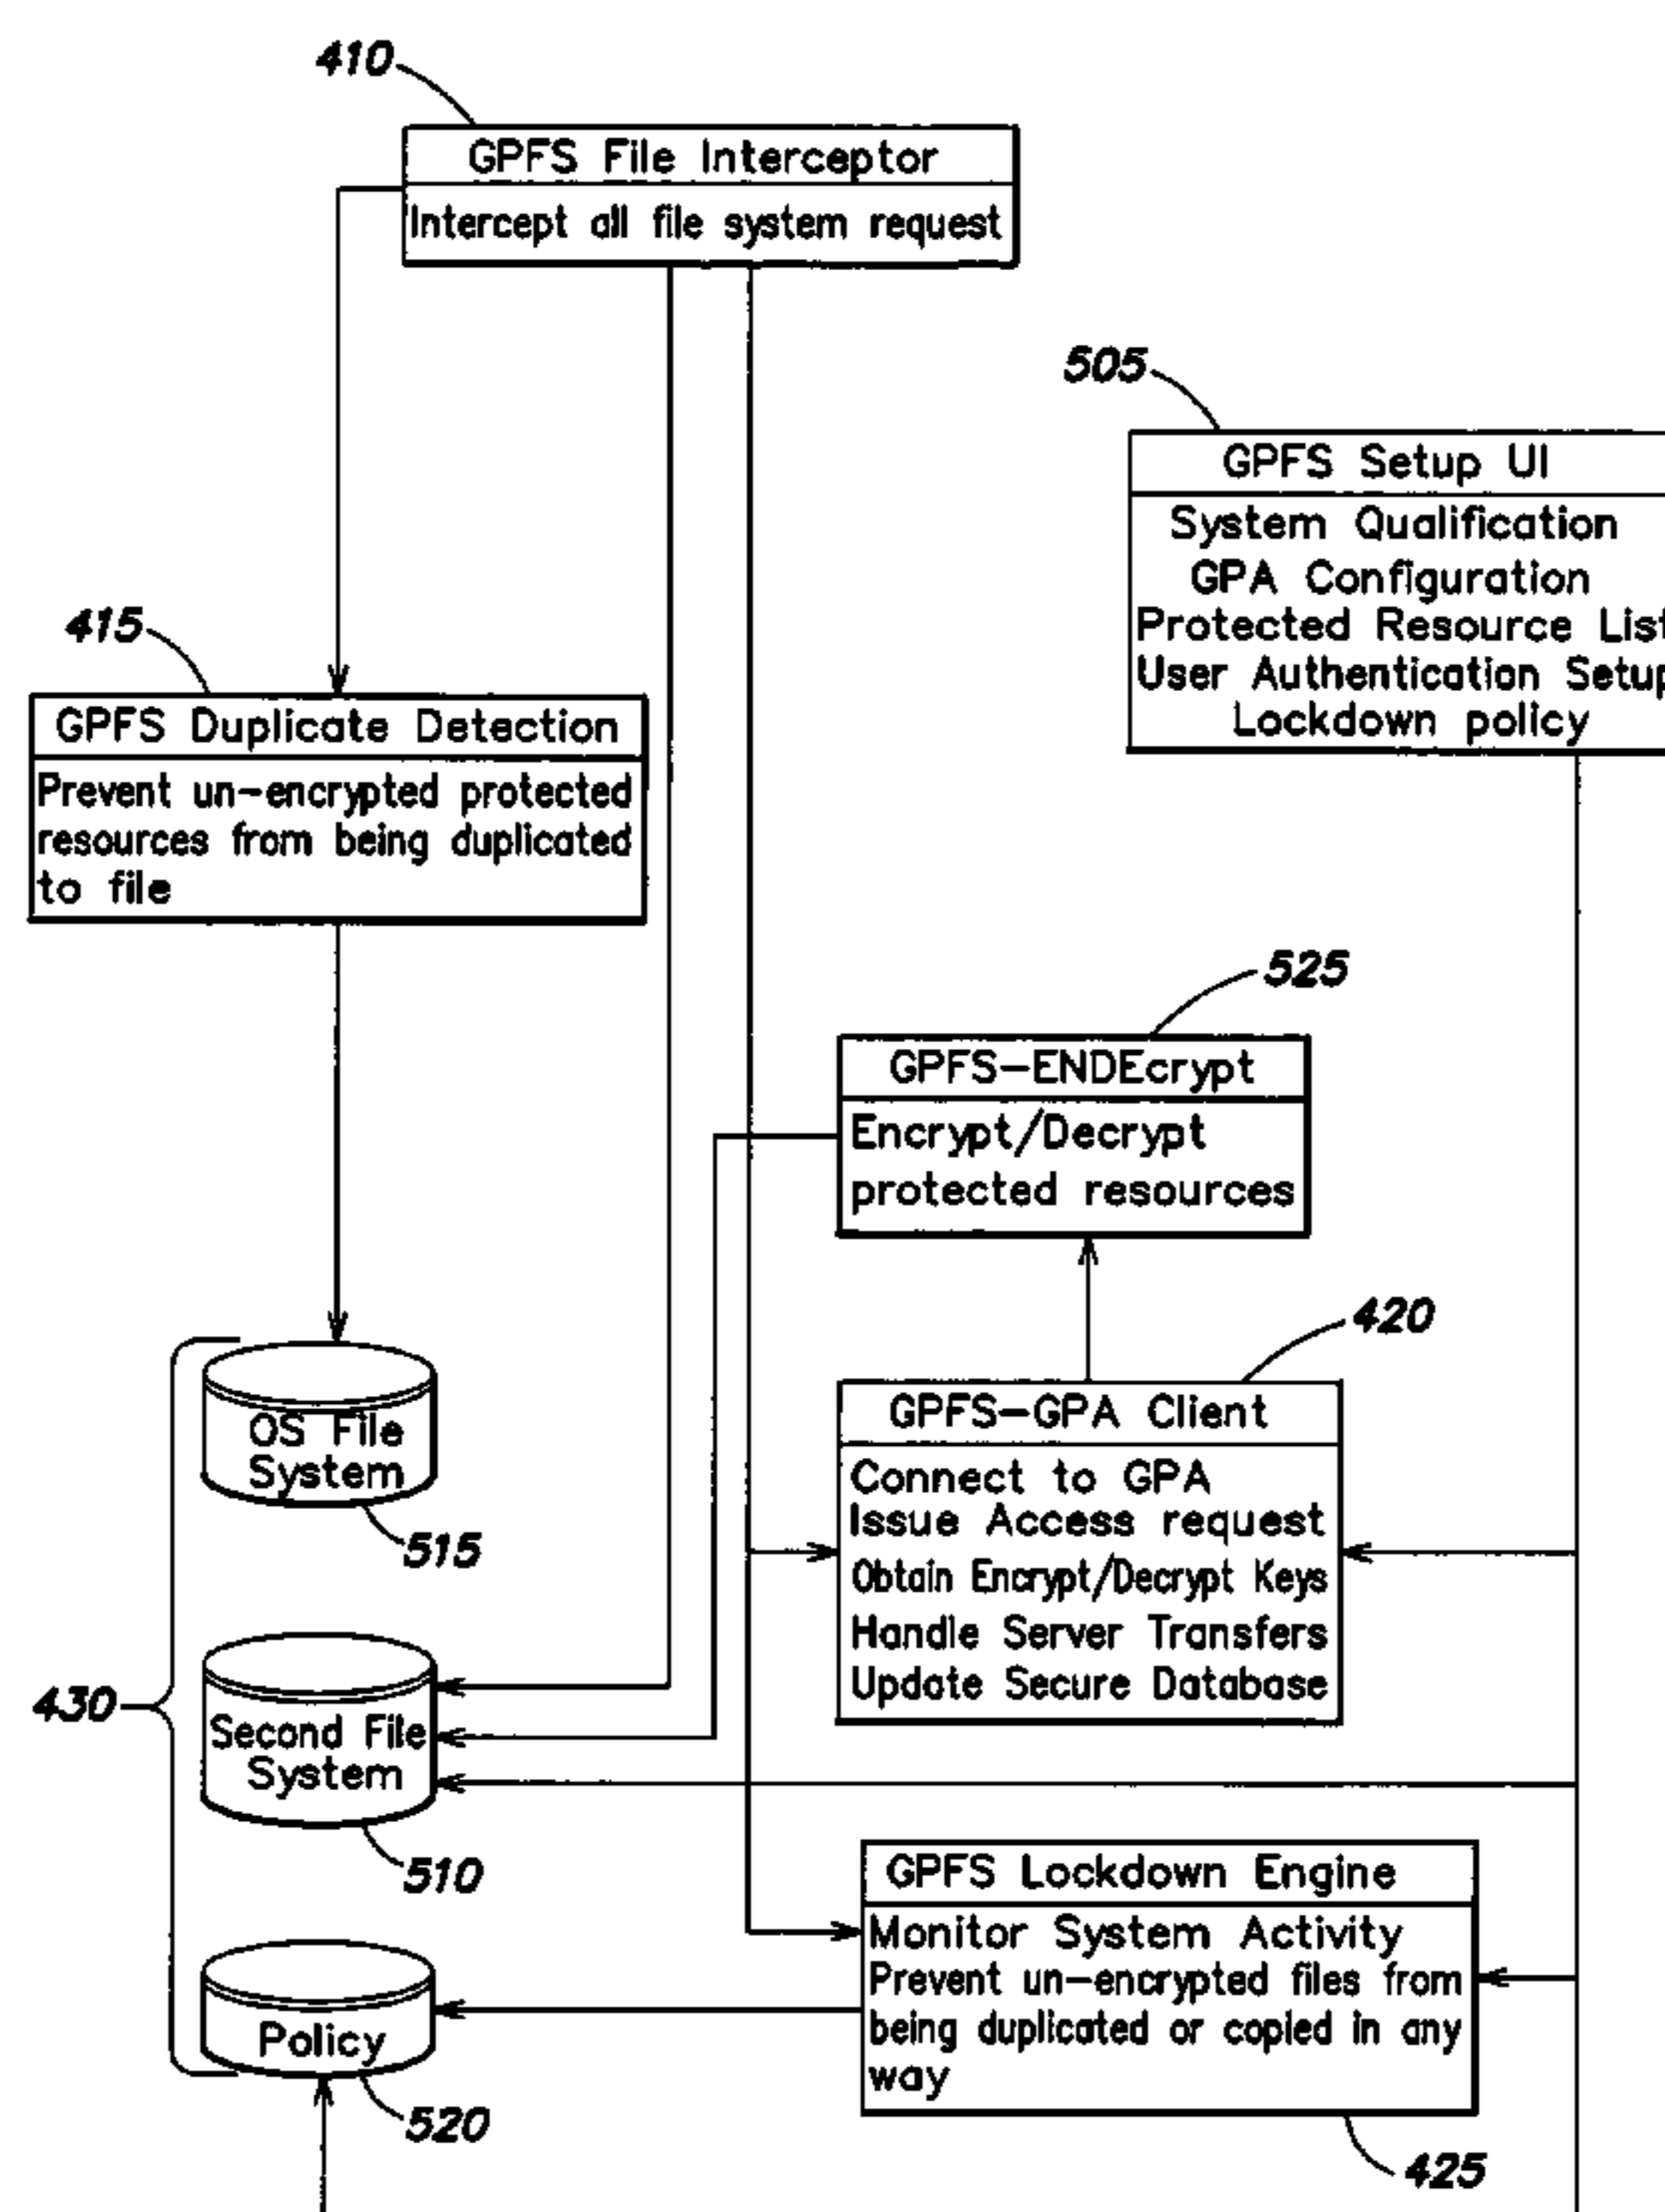 410
GPFS File Interceptor
Intercept all file system request
505
GPFS Setup UI
System Qualification
GPA Configuration
Protected Resource List
User Authentication Setup
Lockdown policy
415
GPFS Duplicate Detection
Prevent un-encrypted protected
resources from being duplicated
to file
525
GPFS-ENDEcrypt
Encrypt/Decrypt
protected resources
420
GPFS-GPA Client
Connect to GPA
Issue Access request
Obtain Encrypt/Decrypt Keys
Handle Server Transfers
Update Secure Database
OS File
System
515
430
Second File
System
510
GPFS Lockdown Engine
Monitor System Activity
Prevent un-encrypted files from
being duplicated or copied in any
way
425
Policy
520